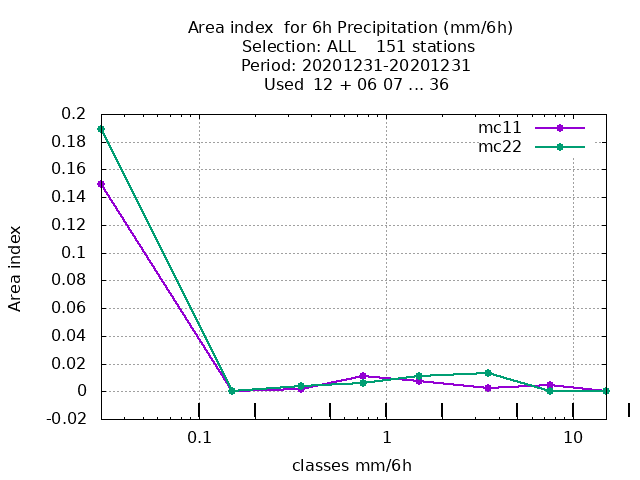 Area index  for 6h Precipitation (mm/6h)
Selection: ALL    151 stations
Period: 20201231-20201231
Used  12 + 06 07 ... 36
mc11
mc22
0.2
0.18
0.16
0.14
0.12
0.1
0.08
0.06
0.04
0.02
0
-0.02
Area index
0.1
1
10
classes mm/6h